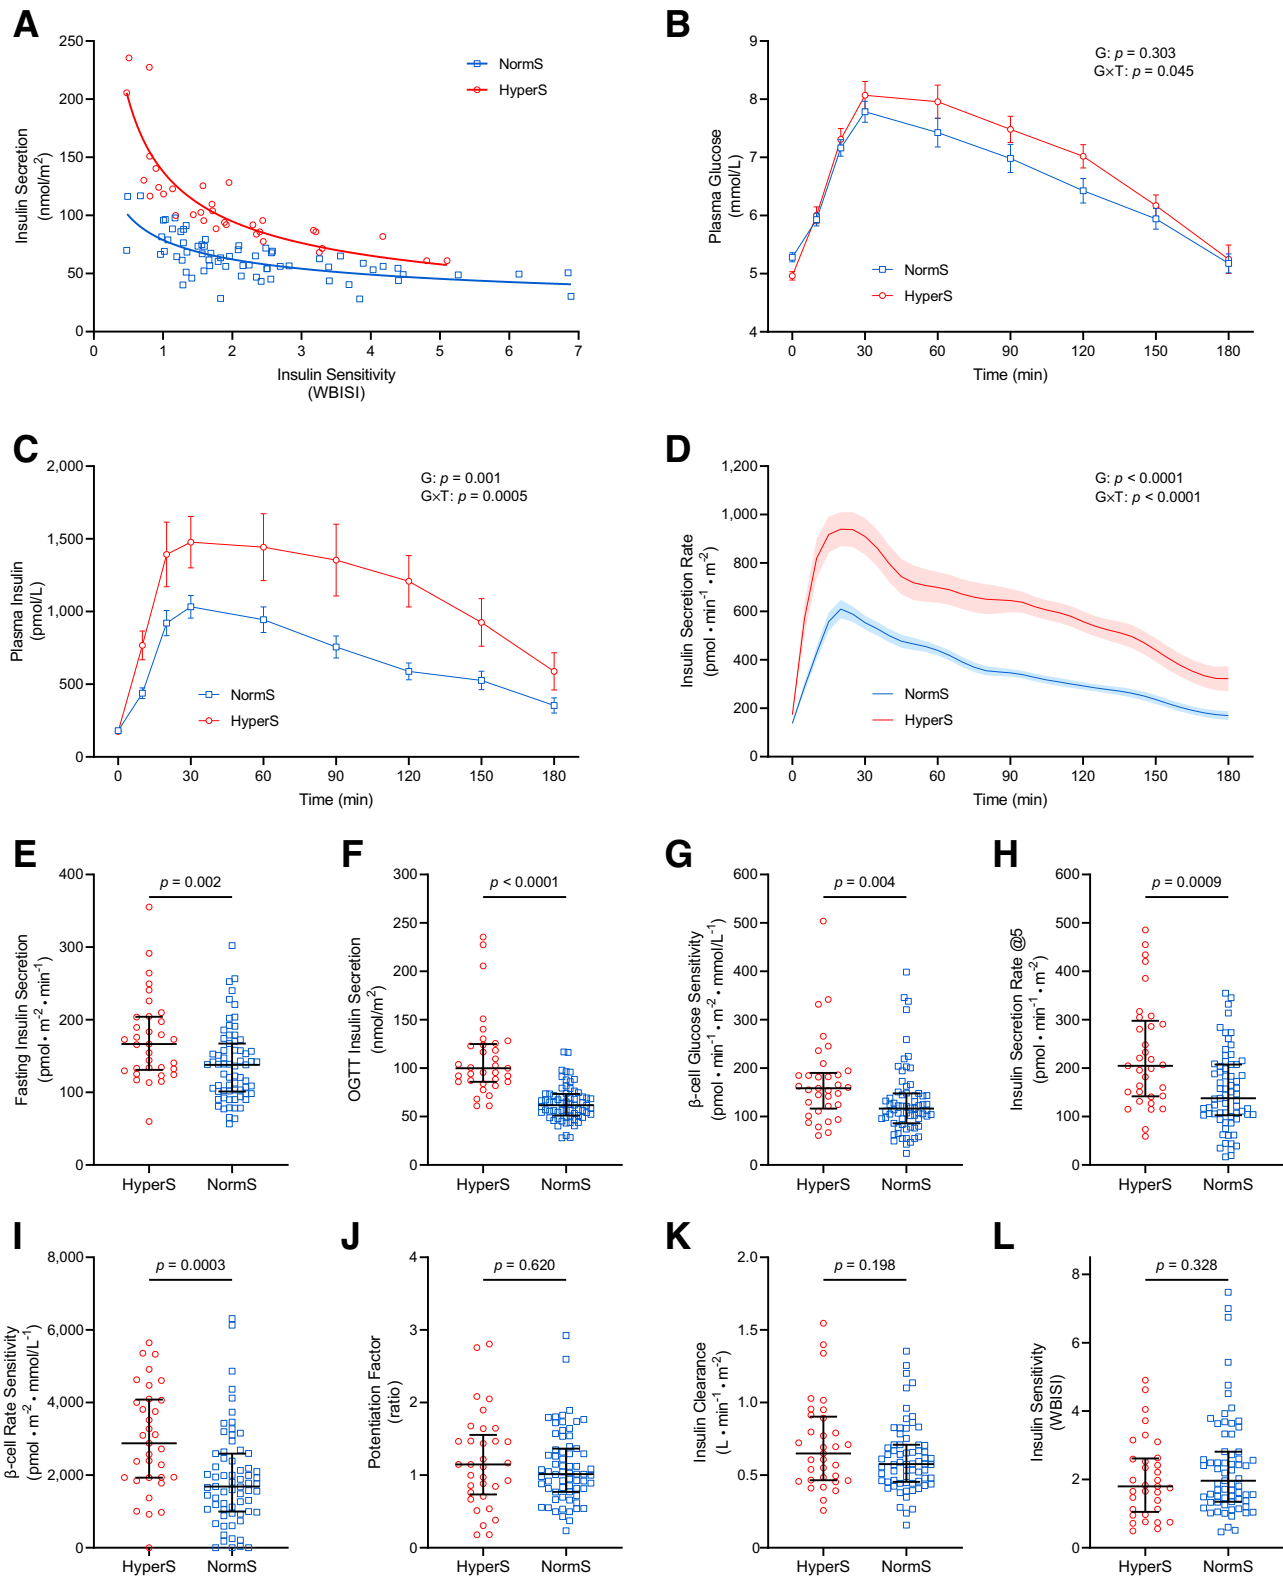 A
250
200
150
100
50
0
Insulin Secretion
(nmol/m²)
NormS
HyperS
0 1 2 3 4 5 6 7
Insulin Sensitivity
(WBISI)
B
9
8
7
6
5
4
Plasma Glucose
(mmol/L)
G: p = 0.303
G×T: p = 0.045
NormS
HyperS
0 30 60 90 120 150 180
Time (min)
C
2,000
1,500
1,000
500
0
Plasma Insulin
(pmol/L)
G: p = 0.001
G×T: p = 0.0005
NormS
HyperS
0 30 60 90 120 150 180
Time (min)
D
1,200
1,000
800
600
400
200
0
Insulin Secretion Rate
(pmol • min⁻¹ • m⁻²)
G: p < 0.0001
G×T: p < 0.0001
NormS
HyperS
0 30 60 90 120 150 180
Time (min)
E
400
300
200
100
0
Fasting Insulin Secretion
(pmol • m⁻² • min⁻¹)
p = 0.002
HyperS NormS
F
300
250
200
150
100
50
0
OGTT Insulin Secretion
(nmol/m²)
p < 0.0001
HyperS NormS
G
600
500
400
300
200
100
0
β-cell Glucose Sensitivity
(pmol • min⁻¹ • m⁻² • mmol/L⁻¹)
p = 0.004
HyperS NormS
H
600
500
400
300
200
100
0
Insulin Secretion Rate @5
(pmol • min⁻¹ • m⁻²)
p = 0.0009
HyperS NormS
I
8,000
6,000
4,000
2,000
0
β-cell Rate Sensitivity
(pmol • m⁻² • mmol/L⁻¹)
p = 0.0003
HyperS NormS
J
4
3
2
1
0
Potentiation Factor
(ratio)
p = 0.620
HyperS NormS
K
2.0
1.5
1.0
0.5
0
Insulin Clearance
(L • min⁻¹ • m⁻²)
p = 0.198
HyperS NormS
L
8
6
4
2
0
Insulin Sensitivity
(WBISI)
p = 0.328
HyperS NormS